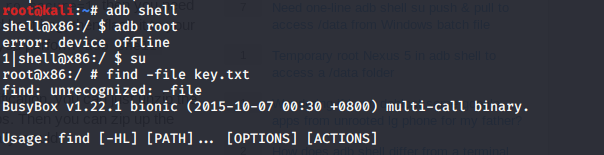 root@kali:~# adb shell
shell@x86:/ $ adb root
error: device offline
1|shell@x86:/ $ su
root@x86:/ # find -file key.txt
find: unrecognized: -file
BusyBox v1.22.1 bionic (2015-10-07 00:30 +0800) multi-call binary.
Usage: find [-HL] [PATH]... [OPTIONS] [ACTIONS]